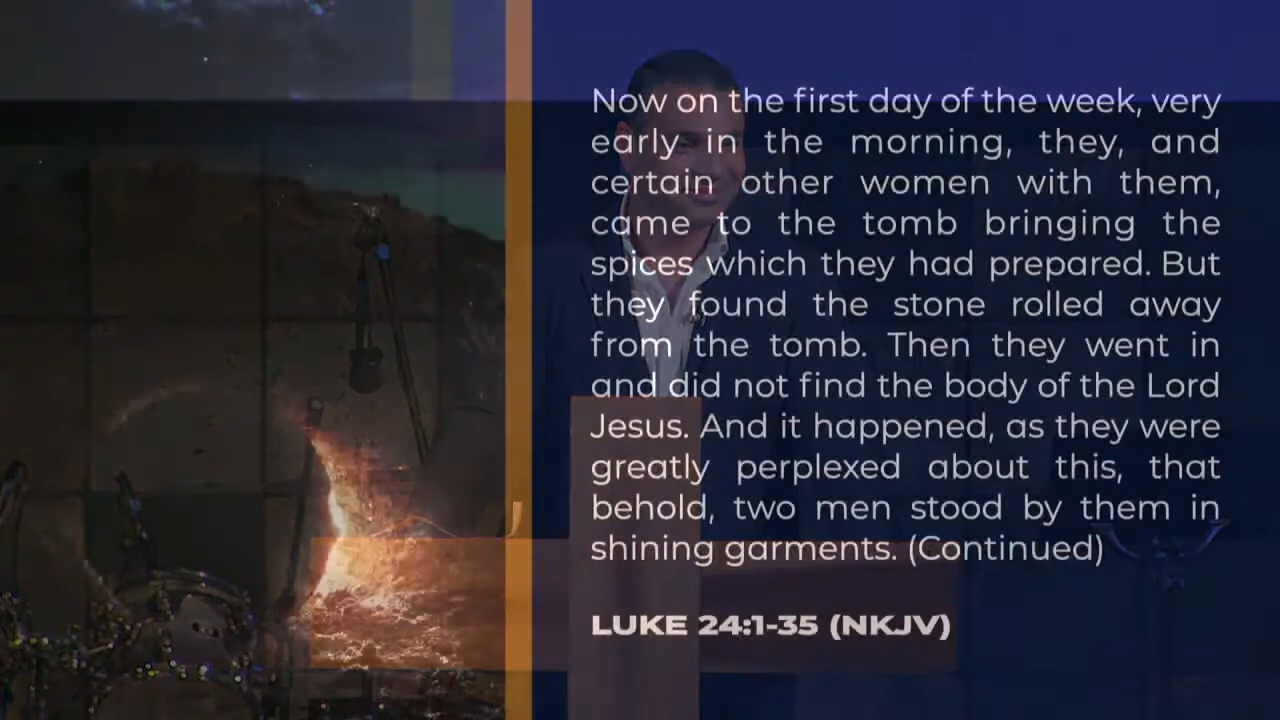 Now on the first day of the week, very
early in the morning, they, and
certain other women with them,
came to the tomb bringing the
spices which they had prepared. But
they found the stone rolled away
from the tomb. Then they went in
and did not find the body of the Lord
Jesus. And it happened, as they were
greatly perplexed about this, that
behold, two men stood by them in
shining garments. (Continued)
LUKE 24:1-35 (NKJV)